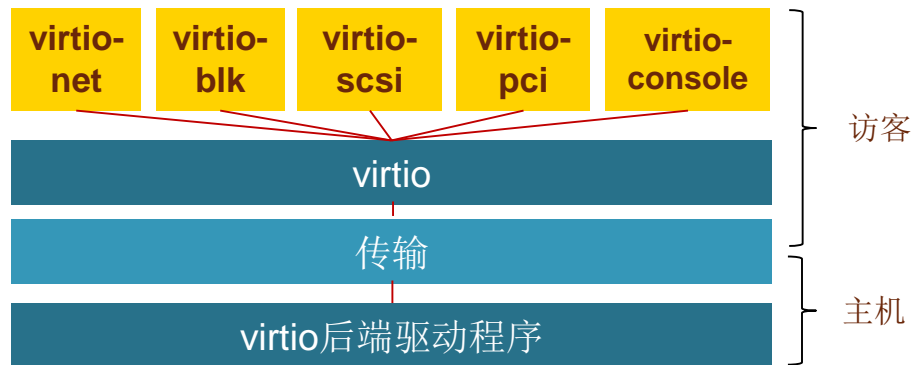 virtio-
net
virtio-
blk
virtio-
scsi
virtio-
pci
virtio-
console
访客
virtio
传输
主机
virtio后端驱动程序